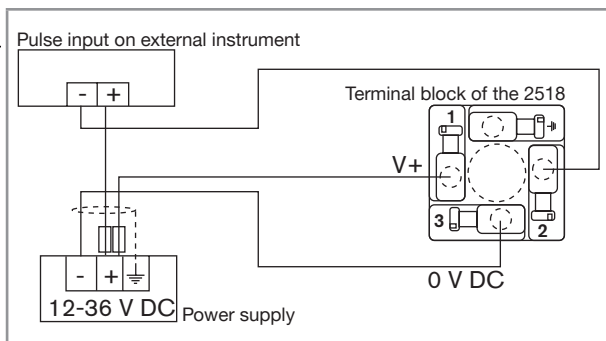 Pulse input on external instrument
- +
Terminal block of the 2518
1
V+
3
2
0 V DC
- +
12-36 V DC
Power supply